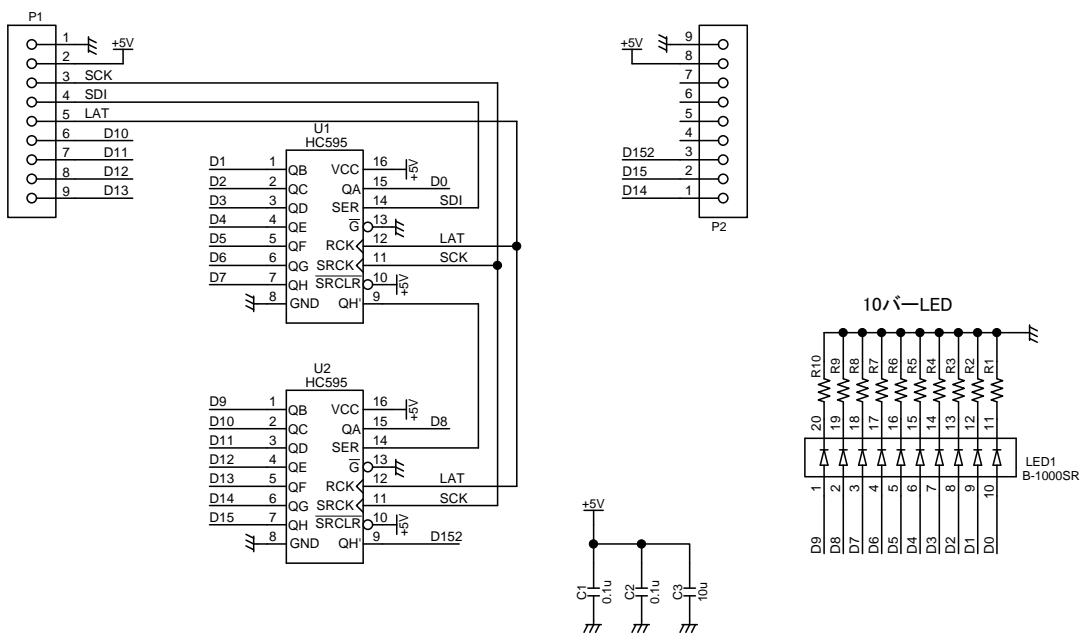 P1
1
2 +5V
3 SCK
4 SDI
5 LAT
6 D10
7 D11
8 D12
9 D13
U1
HC595
D1 1 QB VCC 16 +5V
D2 2 QC QA 15 D0
D3 3 QD SER 14 SDI
D4 4 QE G 13
D5 5 QF RCK 12 LAT
D6 6 QG SRCK 11 SCK
D7 7 QH SRCLR 10 +5V
8 GND QH' 9
U2
HC595
D9 1 QB VCC 16 +5V
D10 2 QC QA 15 D8
D11 3 QD SER 14
D12 4 QE G 13
D13 5 QF RCK 12 LAT
D14 6 QG SRCK 11 SCK
D15 7 QH SRCLR 10 +5V
8 GND QH' 9 D152
9
+5V 8
7
6
5
4
D152 3
D15 2
D14 1
P2
10バーLED
R10 R9 R8 R7 R6 R5 R4 R3 R2 R1
20 19 18 17 16 15 14 13 12 11
LED1
B-1000SR
1 2 3 4 5 6 7 8 9 10
D9 D8 D7 D6 D5 D4 D3 D2 D1 D0
+5V
C1 0.1u C2 0.1u C3 10u